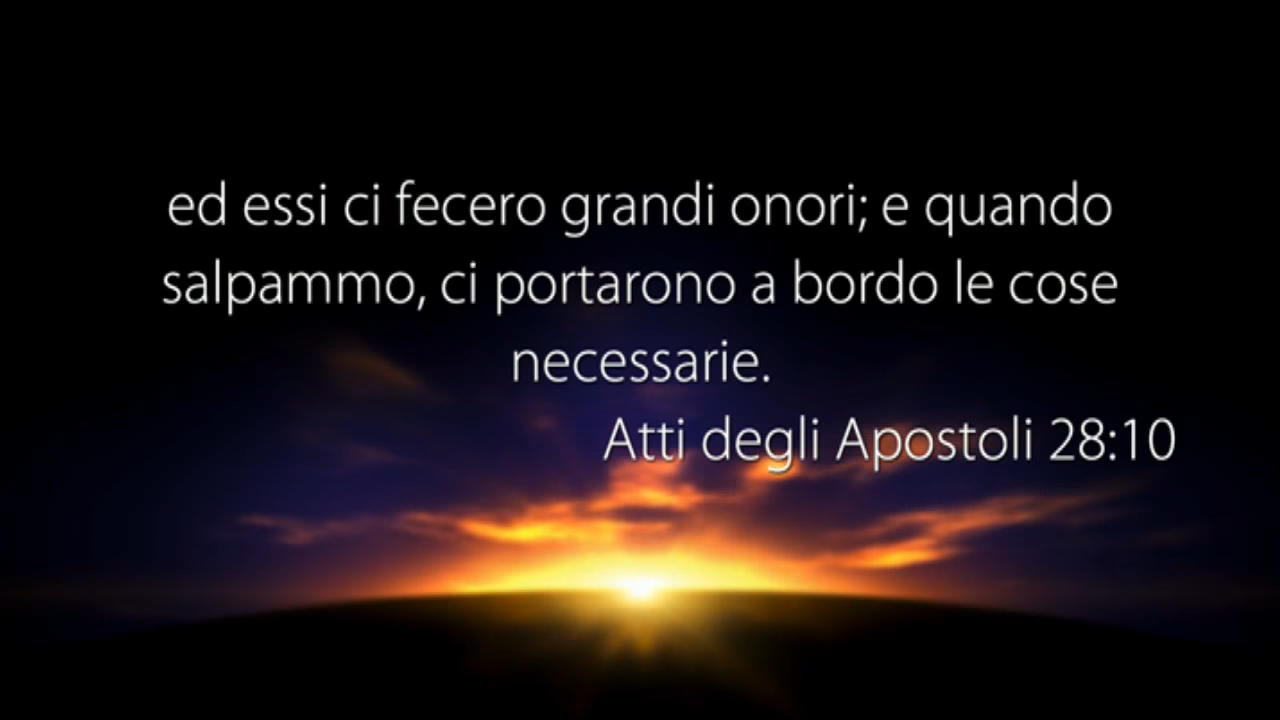 ed essi ci fecero grandi onori; e quando
salpammo, ci portarono a bordo le cose
necessarie.
Atti degli Apostoli 28:10